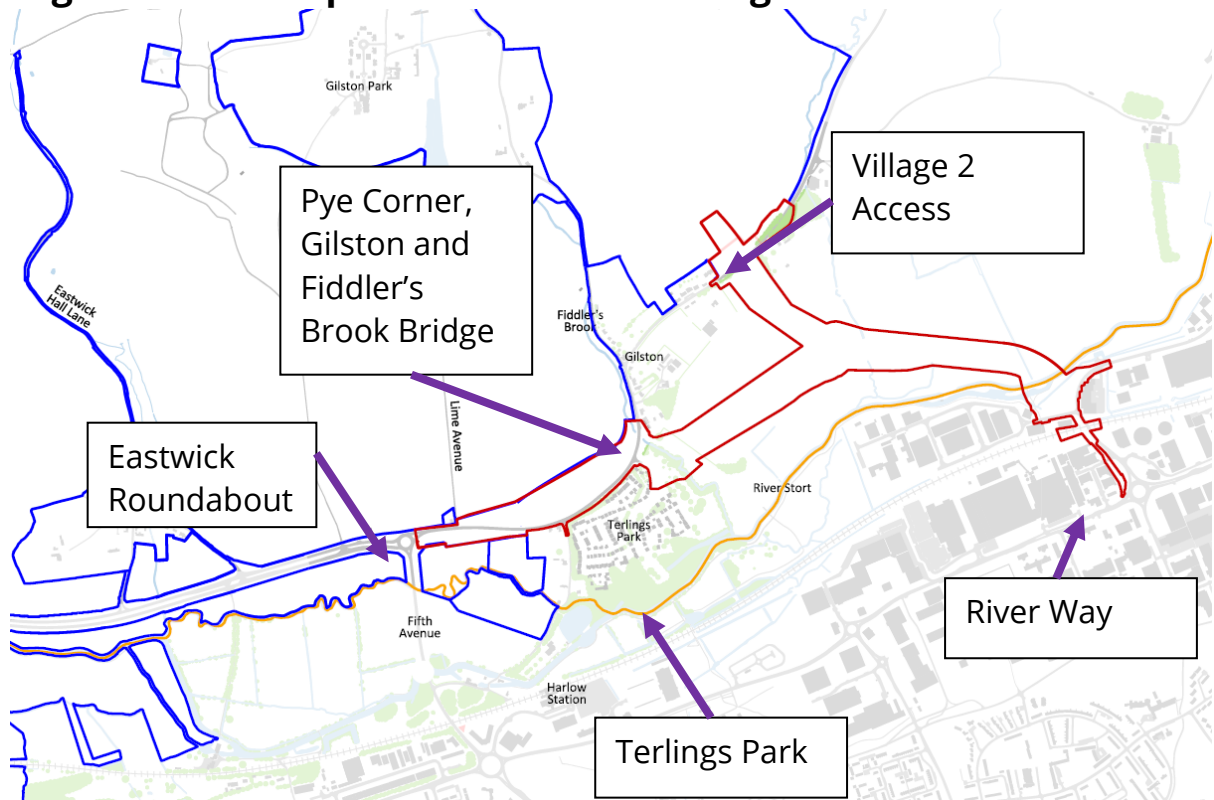 Gilston Park
Village 2
Access
Pye Corner,
Gilston and
Fiddler’s
Brook Bridge
Eastwick
Hall Lane
Fiddler's
Brook
Gilston
Lime Avenue
Eastwick
Roundabout
River Stort
Terlings
Park
River Way
Fifth
Avenue
Harlow
Station
Terlings Park